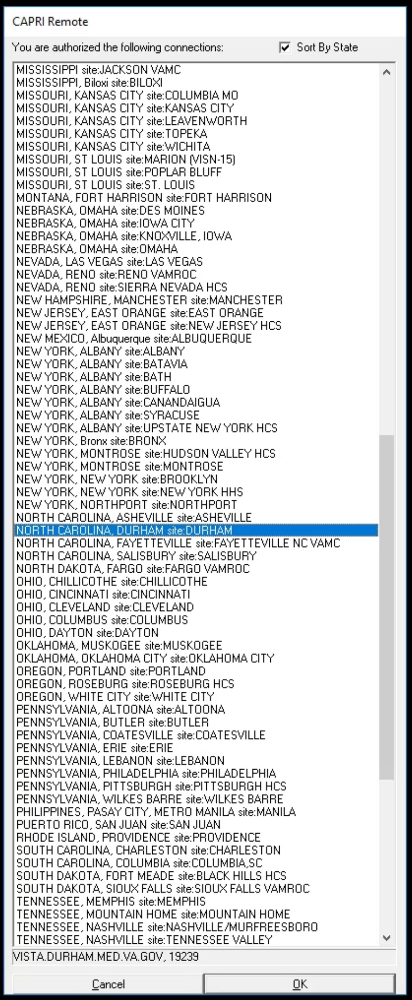 CAPRI Remote
You are authorized the following connections:
Sort By State
MISSISSIPPI site:JACKSON VAMC
MISSISSIPPI, Biloxi site:BILOXI
MISSOURI, KANSAS CITY site:COLUMBIA MO
MISSOURI, KANSAS CITY site:KANSAS CITY
MISSOURI, KANSAS CITY site:LEAVENWORTH
MISSOURI, KANSAS CITY site:TOPEKA
MISSOURI, KANSAS CITY site:WICHITA
MISSOURI, ST LOUIS site:MARION (VISN-15)
MISSOURI, ST LOUIS site:POPLAR BLUFF
MISSOURI, ST LOUIS site:ST. LOUIS
MONTANA, FORT HARRISON site:FORT HARRISON
NEBRASKA, OMAHA site:DES MOINES
NEBRASKA, OMAHA site:IOWA CITY
NEBRASKA, OMAHA site:KNOXVILLE, IOWA
NEBRASKA, OMAHA site:OMAHA
NEVADA, LAS VEGAS site:LAS VEGAS
NEVADA, RENO site:RENO VAMROC
NEVADA, RENO site:SIERRA NEVADA HCS
NEW HAMPSHIRE, MANCHESTER site:MANCHESTER
NEW JERSEY, EAST ORANGE site:EAST ORANGE
NEW JERSEY, EAST ORANGE site:NEW JERSEY HCS
NEW MEXICO, Albuquerque site:ALBUQUERQUE
NEW YORK, ALBANY site:ALBANY
NEW YORK, ALBANY site:BATAVIA
NEW YORK, ALBANY site:BATH
NEW YORK, ALBANY site:BUFFALO
NEW YORK, ALBANY site:CANANDAIGUA
NEW YORK, ALBANY site:SYRACUSE
NEW YORK, ALBANY site:UPSTATE NEW YORK HCS
NEW YORK, Bronx site:BRONX
NEW YORK, MONTROSE site:HUDSON VALLEY HCS
NEW YORK, MONTROSE site:MONTROSE
NEW YORK, NEW YORK site:BROOKLYN
NEW YORK, NEW YORK site:NEW YORK HHS
NEW YORK, NORTHPORT site:NORTHPORT
NORTH CAROLINA, ASHEVILLE site:ASHEVILLE
NORTH CAROLINA, DURHAM site:DURHAM
NORTH CAROLINA, FAYETTEVILLE site:FAYETTEVILLE NC VAMC
NORTH CAROLINA, SALISBURY site:SALISBURY
NORTH DAKOTA, FARGO site:FARGO VAMROC
OHIO, CHILLICOTHE site:CHILLICOTHE
OHIO, CINCINNATI site:CINCINNATI
OHIO, CLEVELAND site:CLEVELAND
OHIO, COLUMBUS site:COLUMBUS
OHIO, DAYTON site:DAYTON
OKLAHOMA, MUSKOGEE site:MUSKOGEE
OKLAHOMA, OKLAHOMA CITY site:OKLAHOMA CITY
OREGON, PORTLAND site:PORTLAND
OREGON, ROSEBURG site:ROSEBURG HCS
OREGON, WHITE CITY site:WHITE CITY
PENNSYLVANIA, ALTOONA site:ALTOONA
PENNSYLVANIA, BUTLER site:BUTLER
PENNSYLVANIA, COATESVILLE site:COATESVILLE
PENNSYLVANIA, ERIE site:ERIE
PENNSYLVANIA, LEBANON site:LEBANON
PENNSYLVANIA, PHILADELPHIA site:PHILADELPHIA
PENNSYLVANIA, PITTSBURGH site:PITTSBURGH HCS
PENNSYLVANIA, WILKES BARRE site:WILKES BARRE
PHILIPPINES, PASAY CITY, METRO MANILA site:MANILA
PUERTO RICO, SAN JUAN site:SAN JUAN
RHODE ISLAND, PROVIDENCE site:PROVIDENCE
SOUTH CAROLINA, CHARLESTON site:CHARLESTON
SOUTH CAROLINA, COLUMBIA site:COLUMBIA,SC
SOUTH DAKOTA, FORT MEADE site:BLACK HILLS HCS
SOUTH DAKOTA, SIOUX FALLS site:SIOUX FALLS VAMROC
TENNESSEE, MEMPHIS site:MEMPHIS
TENNESSEE, MOUNTAIN HOME site:MOUNTAIN HOME
TENNESSEE, NASHVILLE site:NASHVILLE/MURFREESBORO
TENNESSEE, NASHVILLE site:TENNESSEE VALLEY
VISTA.DURHAM.MED.VA.GOV, 19239
Cancel
OK